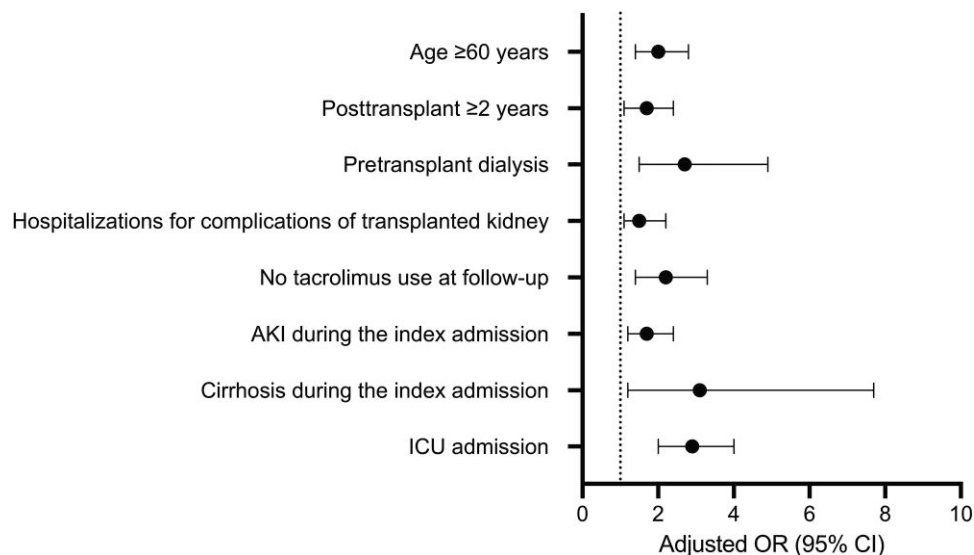 Age ≥60 years
Posttransplant ≥2 years
Pretransplant dialysis
Hospitalizations for complications of transplanted kidney
No tacrolimus use at follow-up
AKI during the index admission
Cirrhosis during the index admission
ICU admission
0 2 4 6 8 10
Adjusted OR (95% CI)